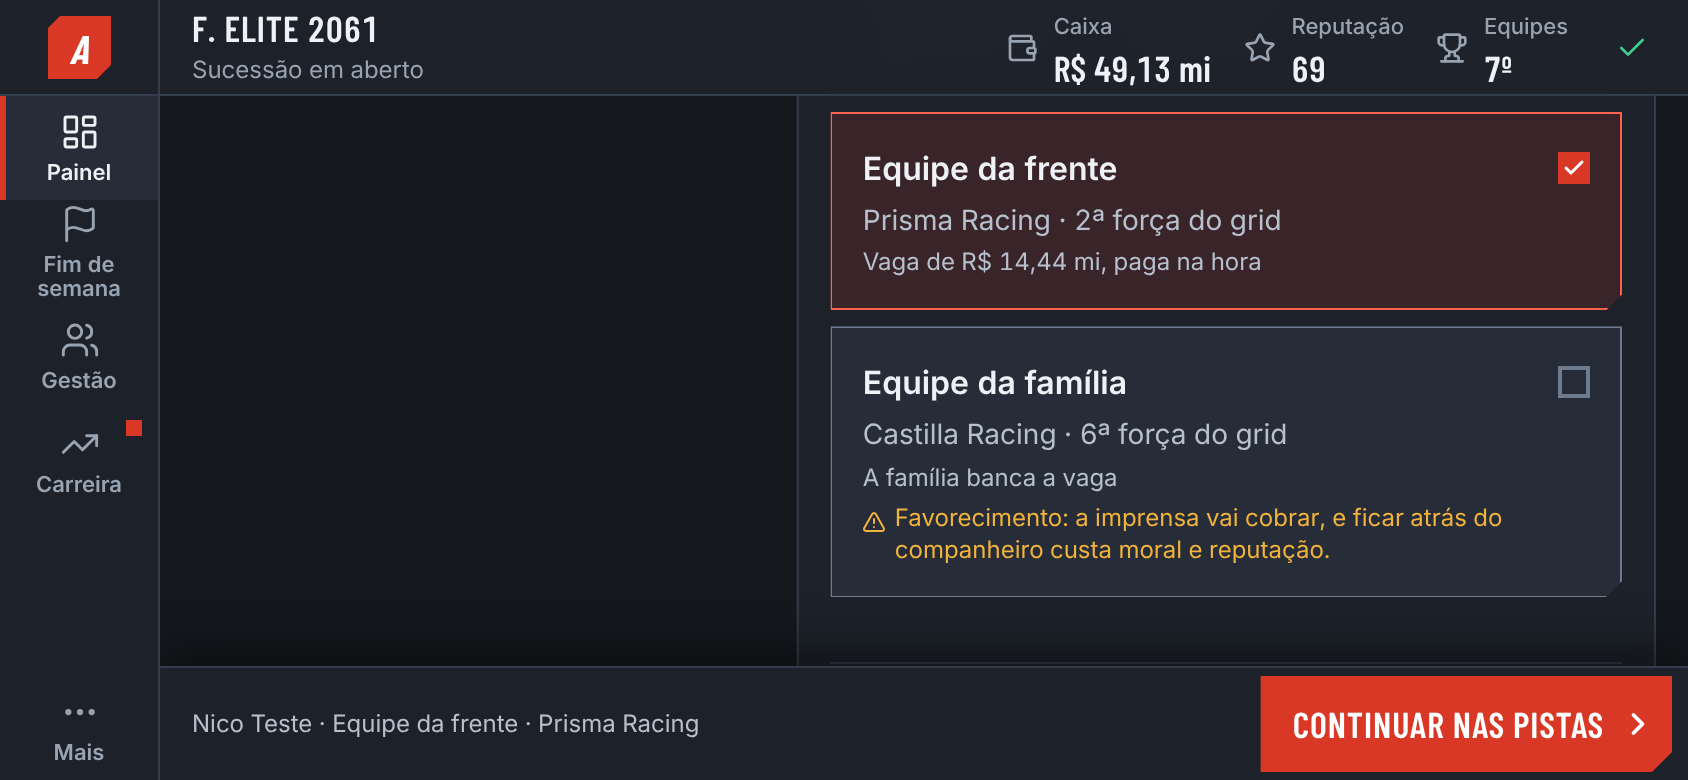 A
F. ELITE 2061
Sucessão em aberto
Caixa
R$ 49,13 mi
Reputação
69
Equipes
7º
Painel
Fim de
semana
Gestão
Carreira
Mais
Equipe da frente
Prisma Racing · 2ª força do grid
Vaga de R$ 14,44 mi, paga na hora
Equipe da família
Castilla Racing · 6ª força do grid
A família banca a vaga
Favorecimento: a imprensa vai cobrar, e ficar atrás do
companheiro custa moral e reputação.
Nico Teste · Equipe da frente · Prisma Racing
CONTINUAR NAS PISTAS